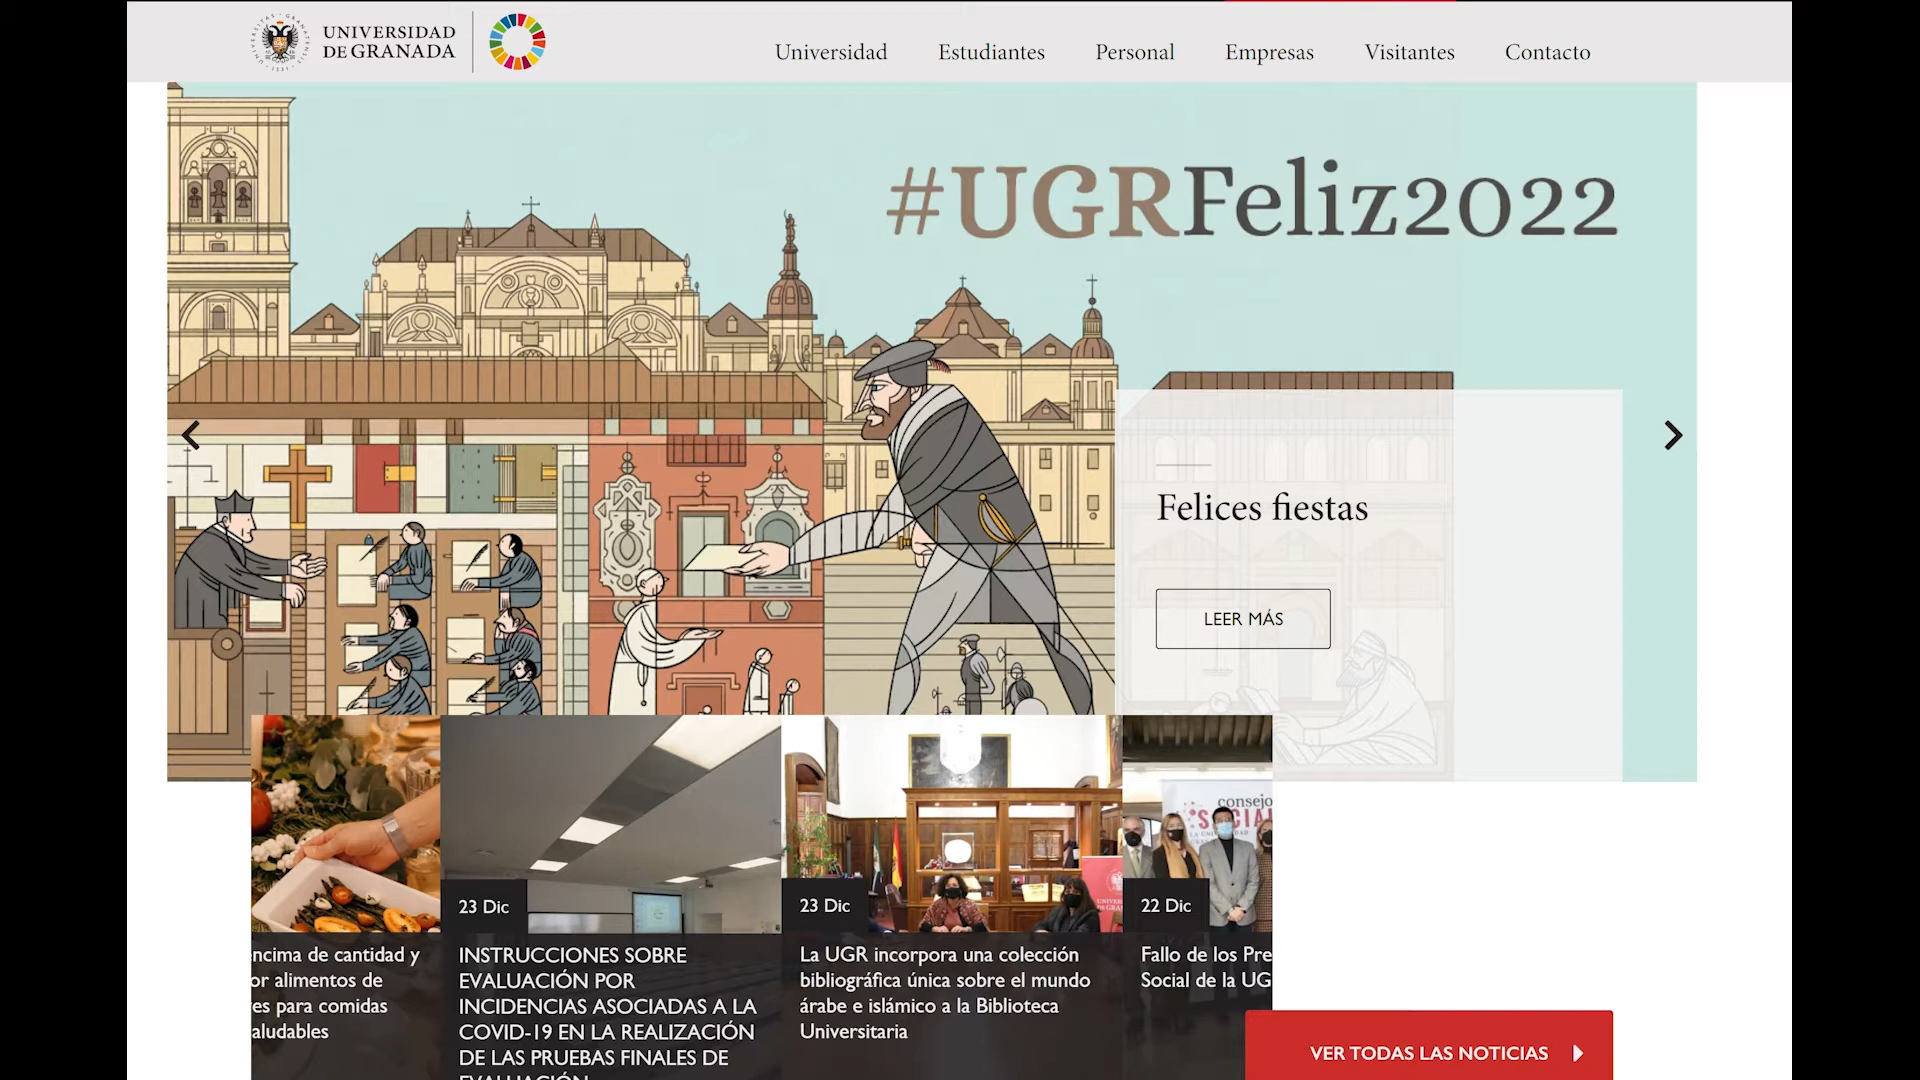 UNIVERSIDAD
DE GRANADA
Universidad
Estudiantes
Personal
Empresas
Visitantes
Contacto
#UGRFeliz2022
Felices fiestas
LEER MÁS
consejo
SOCIAL
23 Dic
23 Dic
22 Dic
ncima de cantidad y
or alimentos de
es para comidas
aludables
INSTRUCCIONES SOBRE
EVALUACIÓN POR
INCIDENCIAS ASOCIADAS A LA
COVID-19 EN LA REALIZACIÓN
DE LAS PRUEBAS FINALES DE
EVALUACIÓN
La UGR incorpora una colección
bibliográfica única sobre el mundo
árabe e islámico a la Biblioteca
Universitaria
Fallo de los Pre
Social de la UG
VER TODAS LAS NOTICIAS